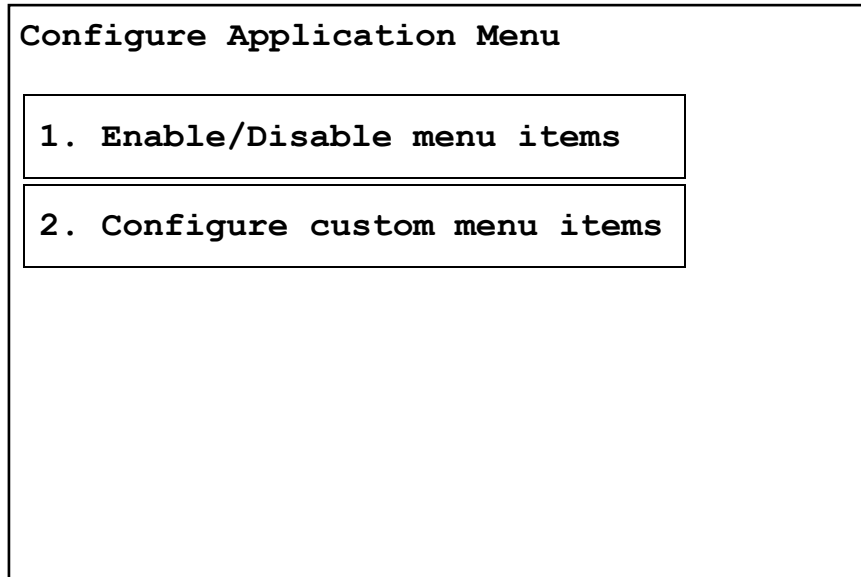 Configure Application Menu
1. Enable/Disable menu items
2. Configure custom menu items